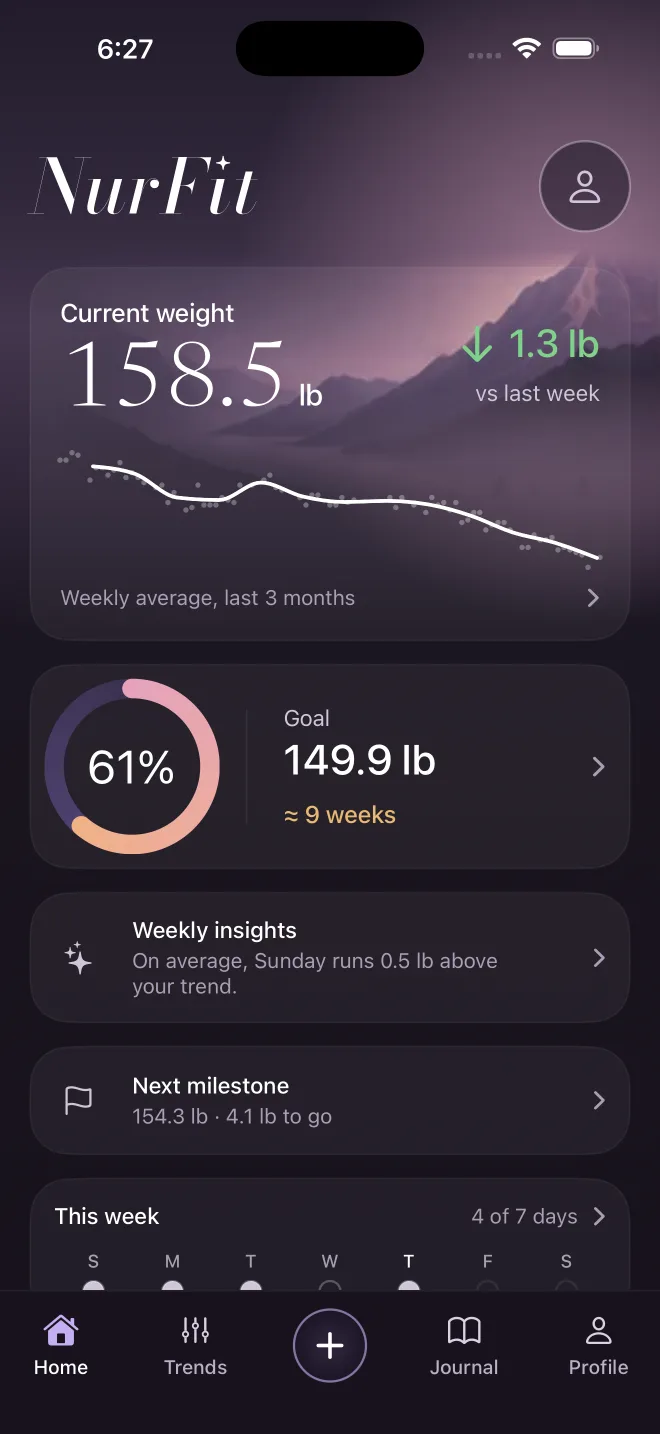 6:27
NurFit
Current weight
158.5 lb
↓ 1.3 lb
vs last week
Weekly average, last 3 months
61%
Goal
149.9 lb
≈ 9 weeks
Weekly insights
On average, Sunday runs 0.5 lb above
your trend.
Next milestone
154.3 lb · 4.1 lb to go
This week
4 of 7 days
S M T W T F S
Home Trends Journal Profile